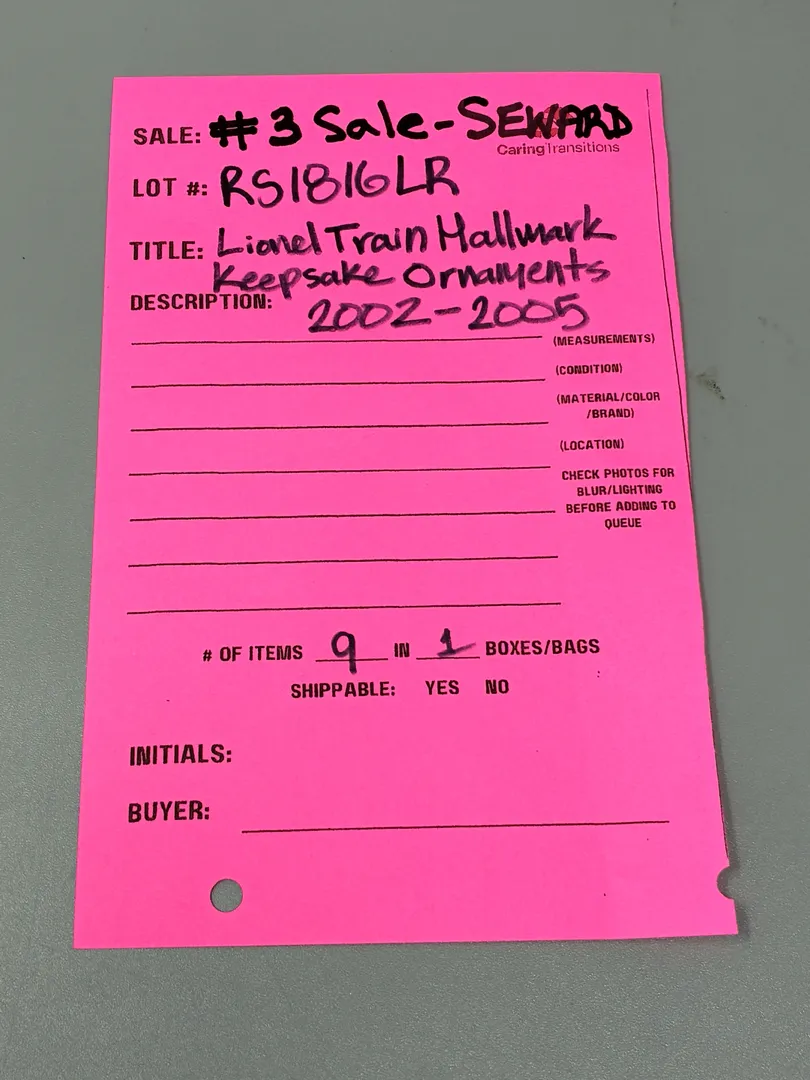 SALE: #3 Sale-SEWARD
CaringTransitions
LOT #: RS1816LR
TITLE: Lionel Train Hallmark
Keepsake Ornaments
DESCRIPTION: 2002-2005
(MEASUREMENTS)
(CONDITION)
(MATERIAL/COLOR
/BRAND)
(LOCATION)
CHECK PHOTOS FOR
BLUR/LIGHTING
BEFORE ADDING TO
QUEUE
# OF ITEMS 9 IN 1 BOXES/BAGS
SHIPPABLE: YES NO
INITIALS:
BUYER: